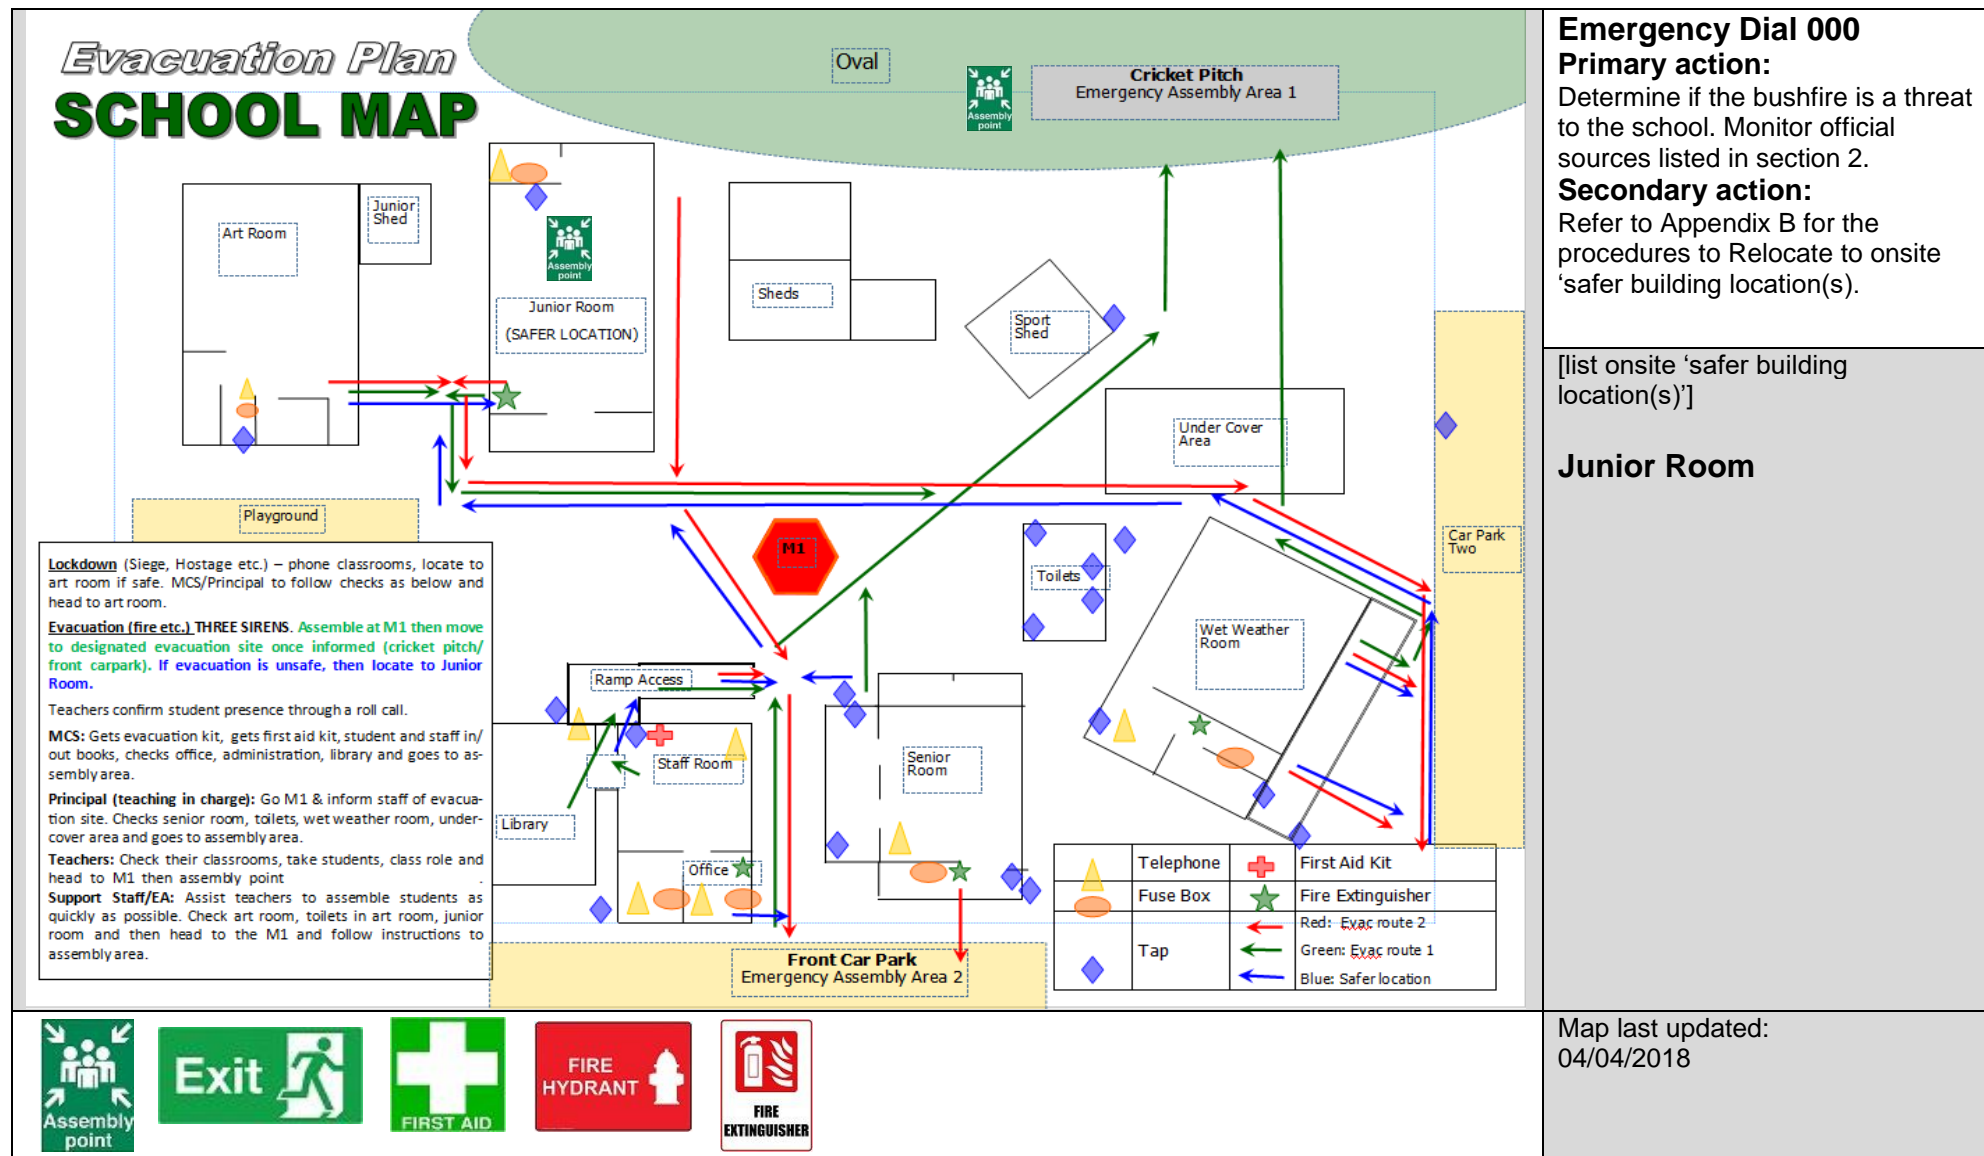 Evacuation Plan
SCHOOL MAP
Oval
Cricket Pitch
Emergency Assembly Area 1
Assembly
point
Art Room
Junior
Shed
Assembly
point
Junior Room
(SAFER LOCATION)
Sheds
Sport
Shed
Under Cover
Area
Car Park
Two
Playground
M1
Toilets
Wet Weather
Room
Ramp Access
Staff Room
Senior
Room
Library
Office
Front Car Park
Emergency Assembly Area 2
Lockdown (Siege, Hostage etc.) – phone classrooms, locate to
art room if safe. MCS/Principal to follow checks as below and
head to art room.
Evacuation (fire etc.) THREE SIRENS. Assemble at M1 then move
to designated evacuation site once informed (cricket pitch/
front carpark). If evacuation is unsafe, then locate to Junior
Room.
Teachers confirm student presence through a roll call.
MCS: Gets evacuation kit, gets first aid kit, student and staff in/
out books, checks office, administration, library and goes to as-
sembly area.
Principal (teaching in charge): Go M1 & inform staff of evacua-
tion site. Checks senior room, toilets, wet weather room, under-
cover area and goes to assembly area.
Teachers: Check their classrooms, take students, class role and
head to M1 then assembly point .
Support Staff/EA: Assist teachers to assemble students as
quickly as possible. Check art room, toilets in art room, junior
room and then head to the M1 and follow instructions to
assembly area.
Telephone
First Aid Kit
Fuse Box
Fire Extinguisher
Tap
Red: Evac route 2
Green: Evac route 1
Blue: Safer location
Emergency Dial 000
Primary action:
Determine if the bushfire is a threat
to the school. Monitor official
sources listed in section 2.
Secondary action:
Refer to Appendix B for the
procedures to Relocate to onsite
‘safer building location(s).
[list onsite ‘safer building
location(s)’]
Junior Room
Assembly
point
Exit
FIRST AID
FIRE
HYDRANT
FIRE
EXTINGUISHER
Map last updated:
04/04/2018